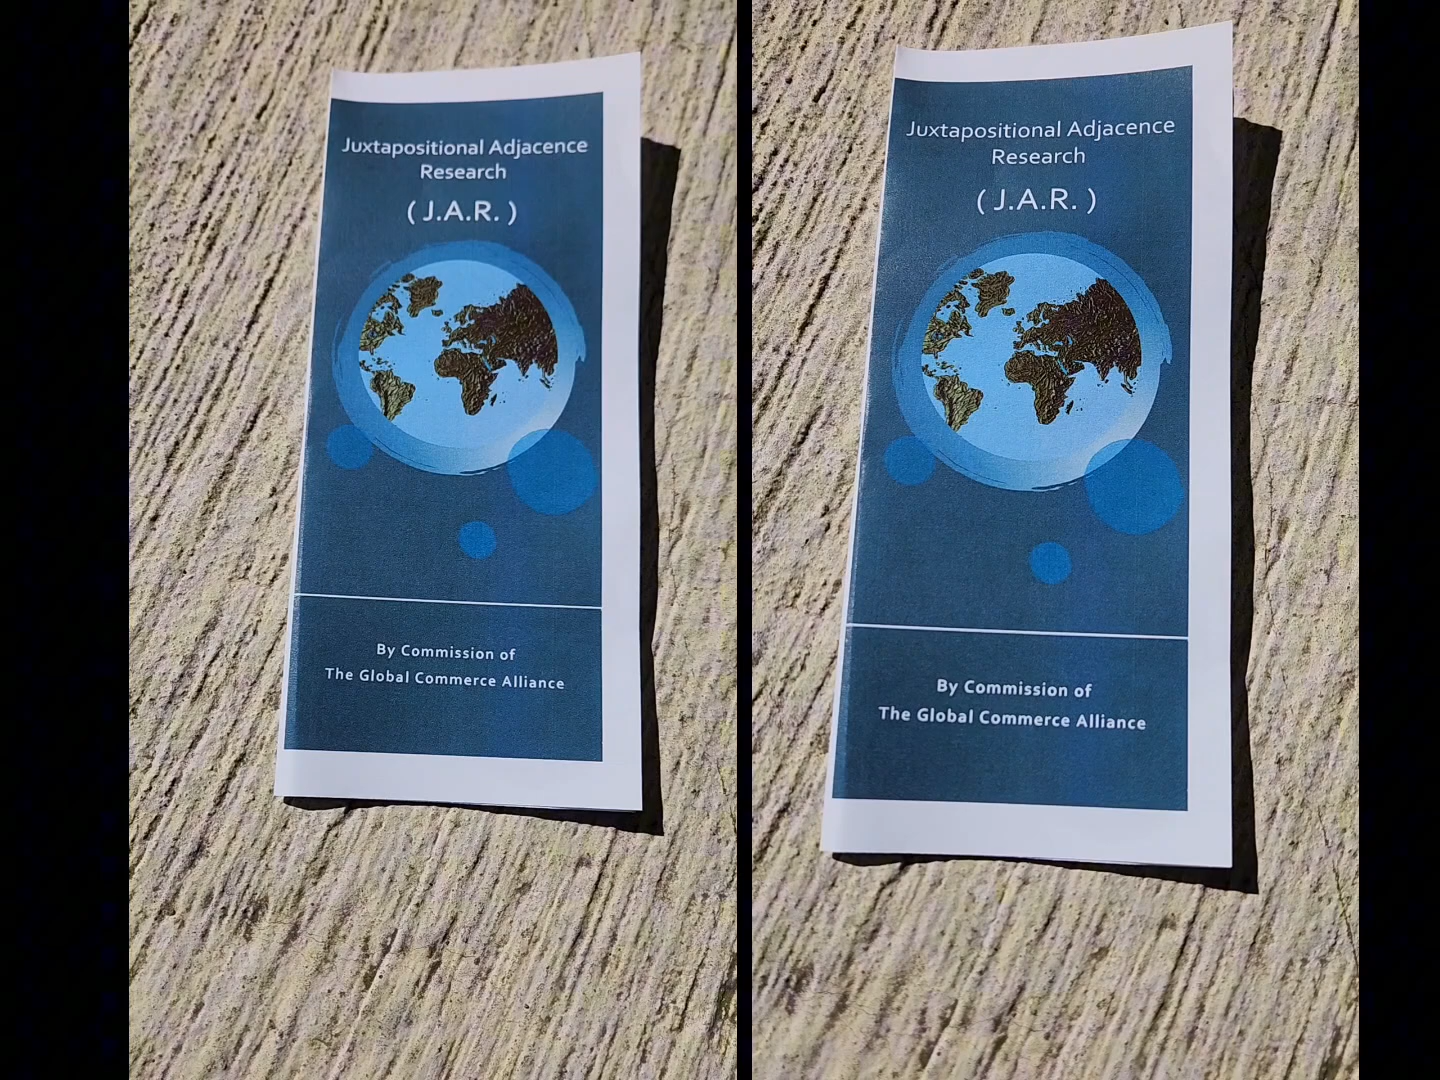 Juxtapositional Adjacence
Research
( J.A.R. )
By Commission of
The Global Commerce Alliance
Juxtapositional Adjacence
Research
( J.A.R. )
By Commission of
The Global Commerce Alliance